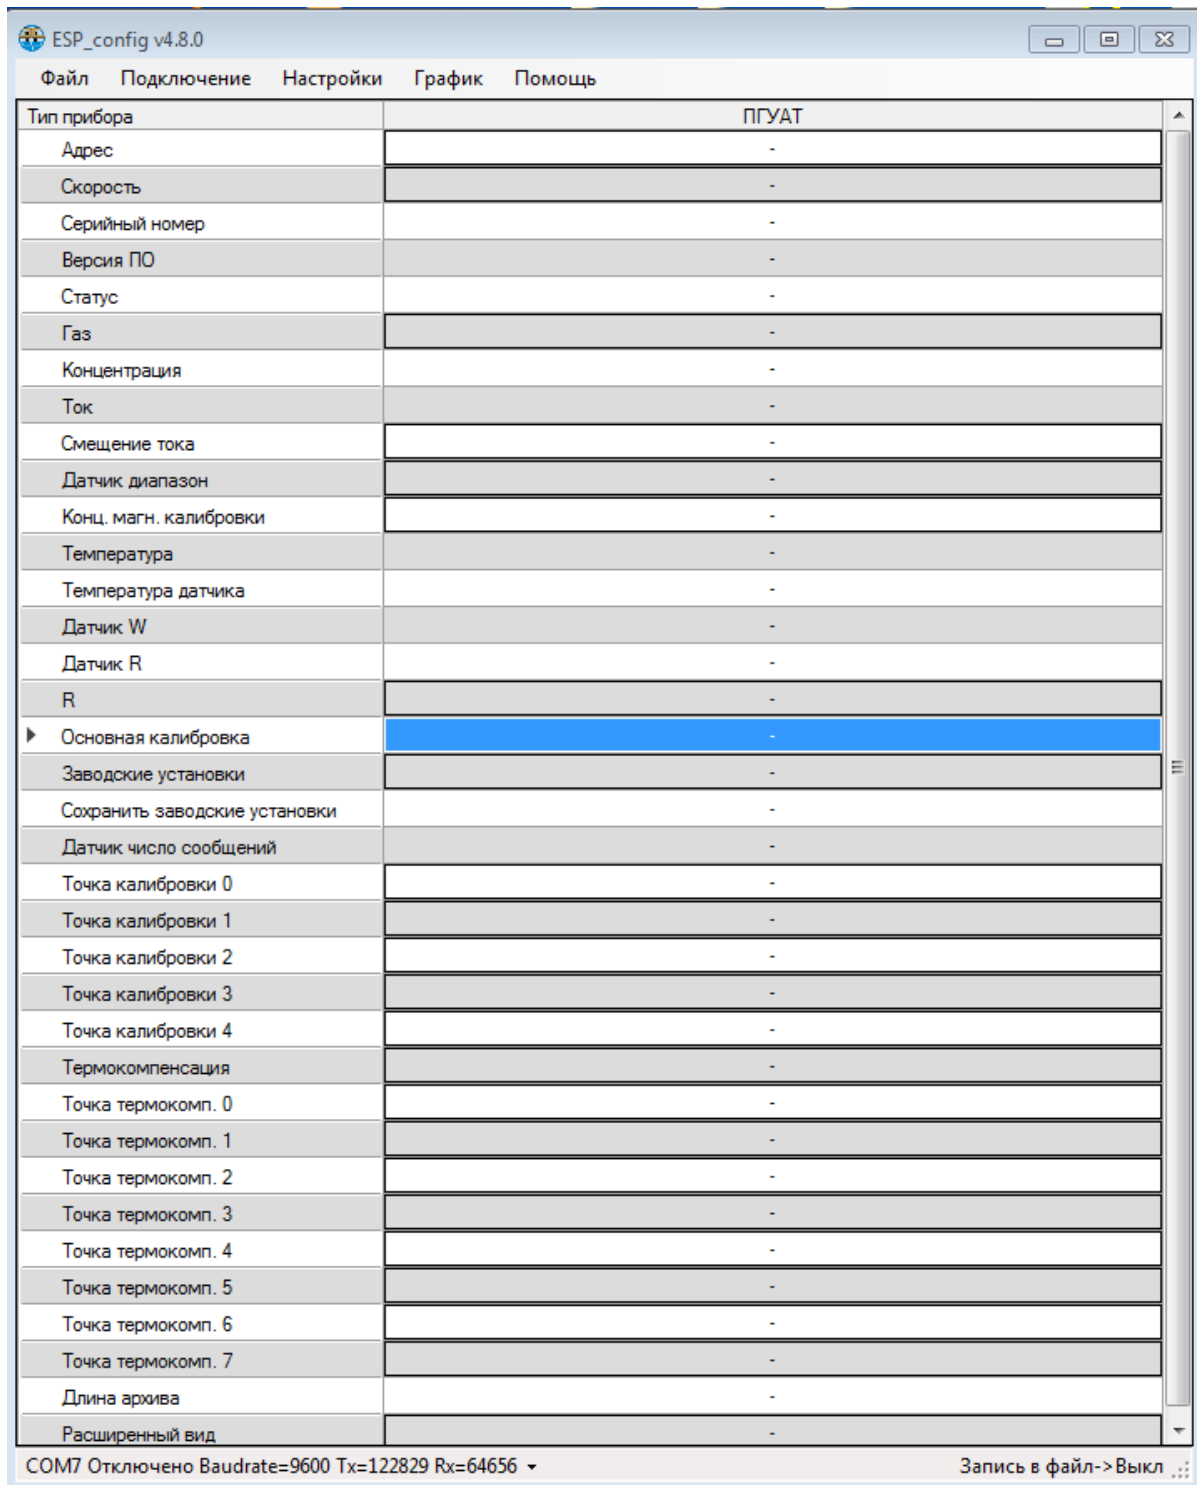 ESP_config v4.8.0
Файл Подключение Настройки График Помощь
Тип прибора ПГУАТ
Адрес -
Скорость -
Серийный номер -
Версия ПО -
Статус -
Газ -
Концентрация -
Ток -
Смещение тока -
Датчик диапазон -
Конц. магн. калибровки -
Температура -
Температура датчика -
Датчик W -
Датчик R -
R -
Основная калибровка -
Заводские установки -
Сохранить заводские установки -
Датчик число сообщений -
Точка калибровки 0 -
Точка калибровки 1 -
Точка калибровки 2 -
Точка калибровки 3 -
Точка калибровки 4 -
Термокомпенсация -
Точка термокомп. 0 -
Точка термокомп. 1 -
Точка термокомп. 2 -
Точка термокомп. 3 -
Точка термокомп. 4 -
Точка термокомп. 5 -
Точка термокомп. 6 -
Точка термокомп. 7 -
Длина архива -
Расширенный вид -
COM7 Отключено Baudrate=9600 Tx=122829 Rx=64656 Запись в файл->Выкл